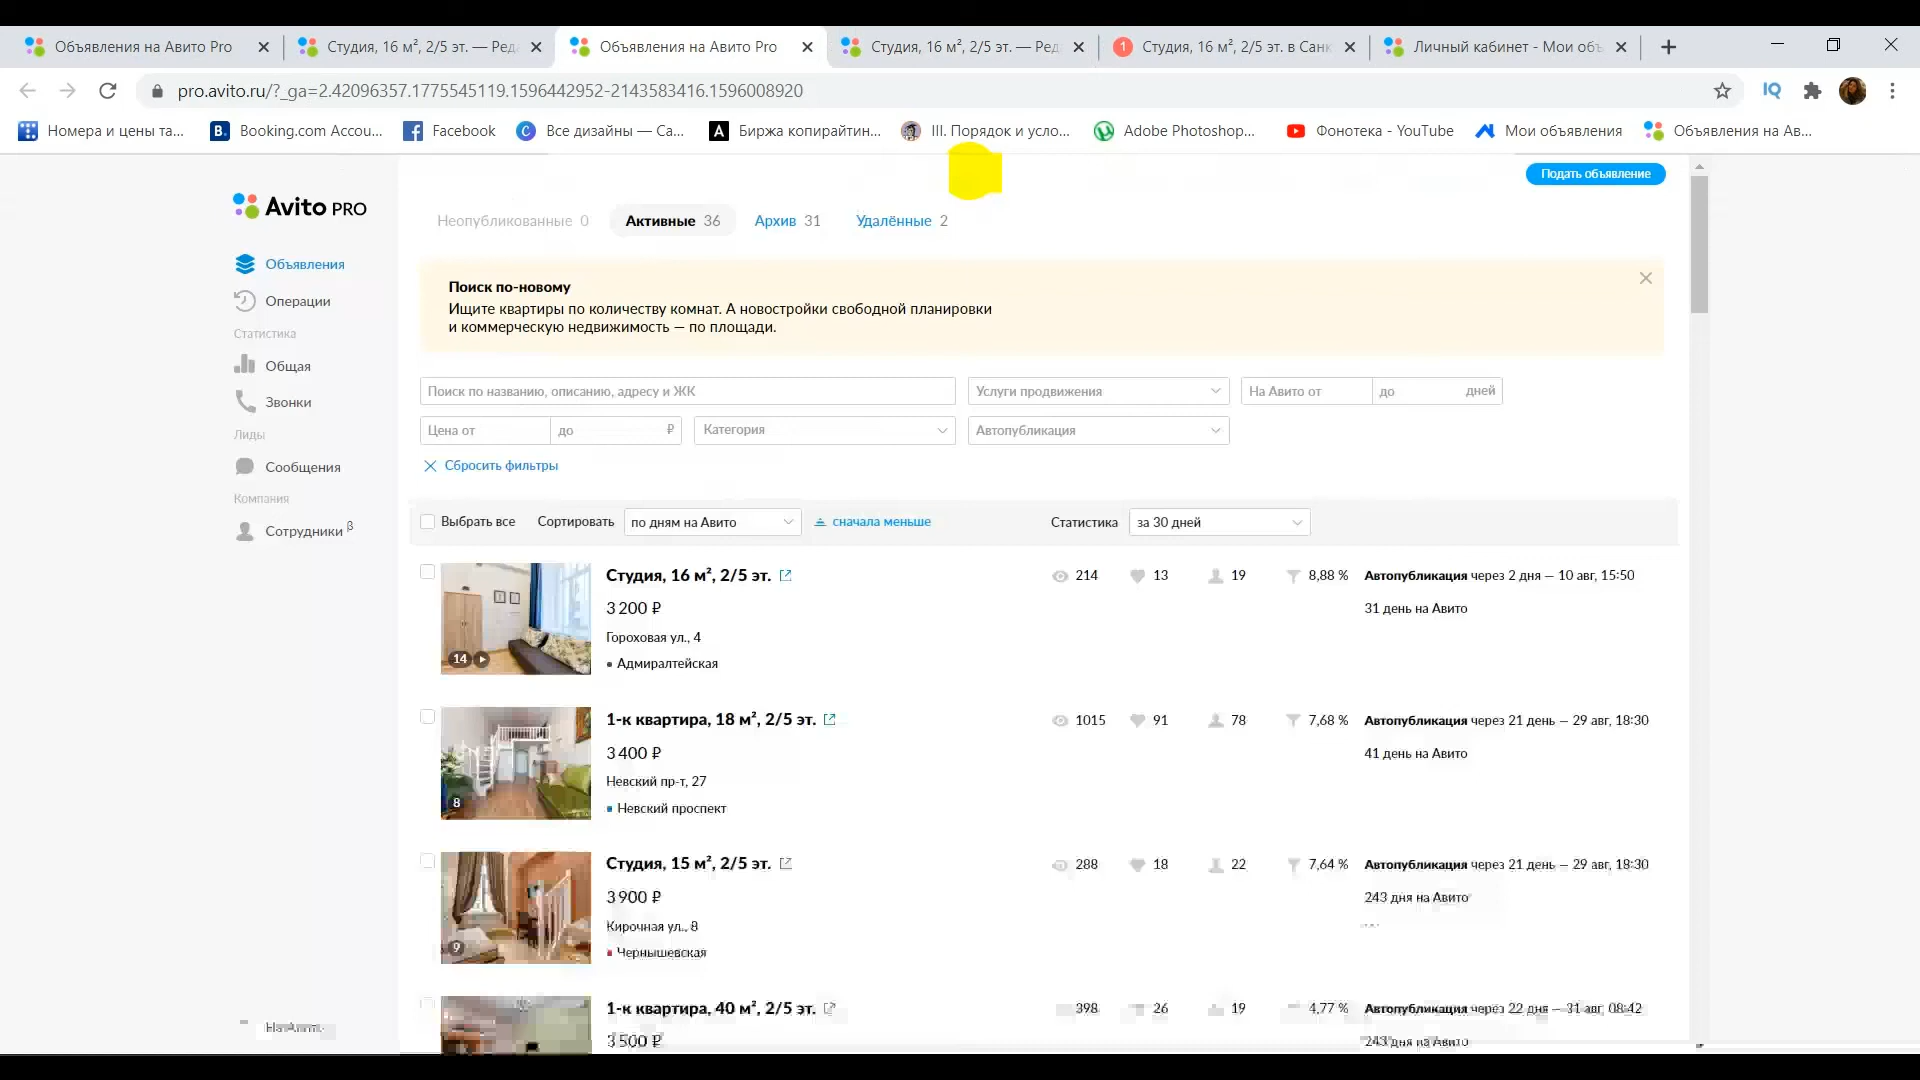 Объявления на Авито Pro
Студия, 16 м², 2/5 эт. — Ред
Объявления на Авито Pro
Студия, 16 м², 2/5 эт. — Ред
1 Студия, 16 м², 2/5 эт. в Санк
Личный кабинет - Мои объ
pro.avito.ru/?_ga=2.42096357.1775545119.1596442952-2143583416.1596008920
IQ
Номера и цены та...
B. Booking.com Accou...
Facebook
Все дизайны — Ca...
A Биржа копирайтин...
III. Порядок и усло...
Adobe Photoshop...
Фонотека - YouTube
Мои объявления
Объявления на Ав...
Avito PRO
Подать объявление
Неопубликованные 0
Активные 36
Архив 31
Удалённые 2
Объявления
Операции
Статистика
Общая
Звонки
Лиды
Сообщения
Компания
Сотрудники β
Поиск по-новому
Ищите квартиры по количеству комнат. А новостройки свободной планировки
и коммерческую недвижимость — по площади.
Поиск по названию, описанию, адресу и ЖК
Услуги продвижения
На Авито от
до
дней
Цена от
до
₽
Категория
Автопубликация
Сбросить фильтры
Выбрать все
Сортировать
по дням на Авито
сначала меньше
Статистика
за 30 дней
14
Студия, 16 м², 2/5 эт.
214 13 19 8,88 %
Автопубликация через 2 дня — 10 авг, 15:50
3 200 ₽
31 день на Авито
Гороховая ул., 4
Адмиралтейская
8
1-к квартира, 18 м², 2/5 эт.
1015 91 78 7,68 %
Автопубликация через 21 день — 29 авг, 18:30
3 400 ₽
41 день на Авито
Невский пр-т, 27
Невский проспект
9
Студия, 15 м², 2/5 эт.
288 18 22 7,64 %
Автопубликация через 21 день — 29 авг, 18:30
3 900 ₽
243 дня на Авито
Кирочная ул., 8
Чернышевская
1-к квартира, 40 м², 2/5 эт.
398 26 19 4,77 %
Автопубликация через 22 дня — 31 авг, 08:42
3 500 ₽
243 дня на Авито